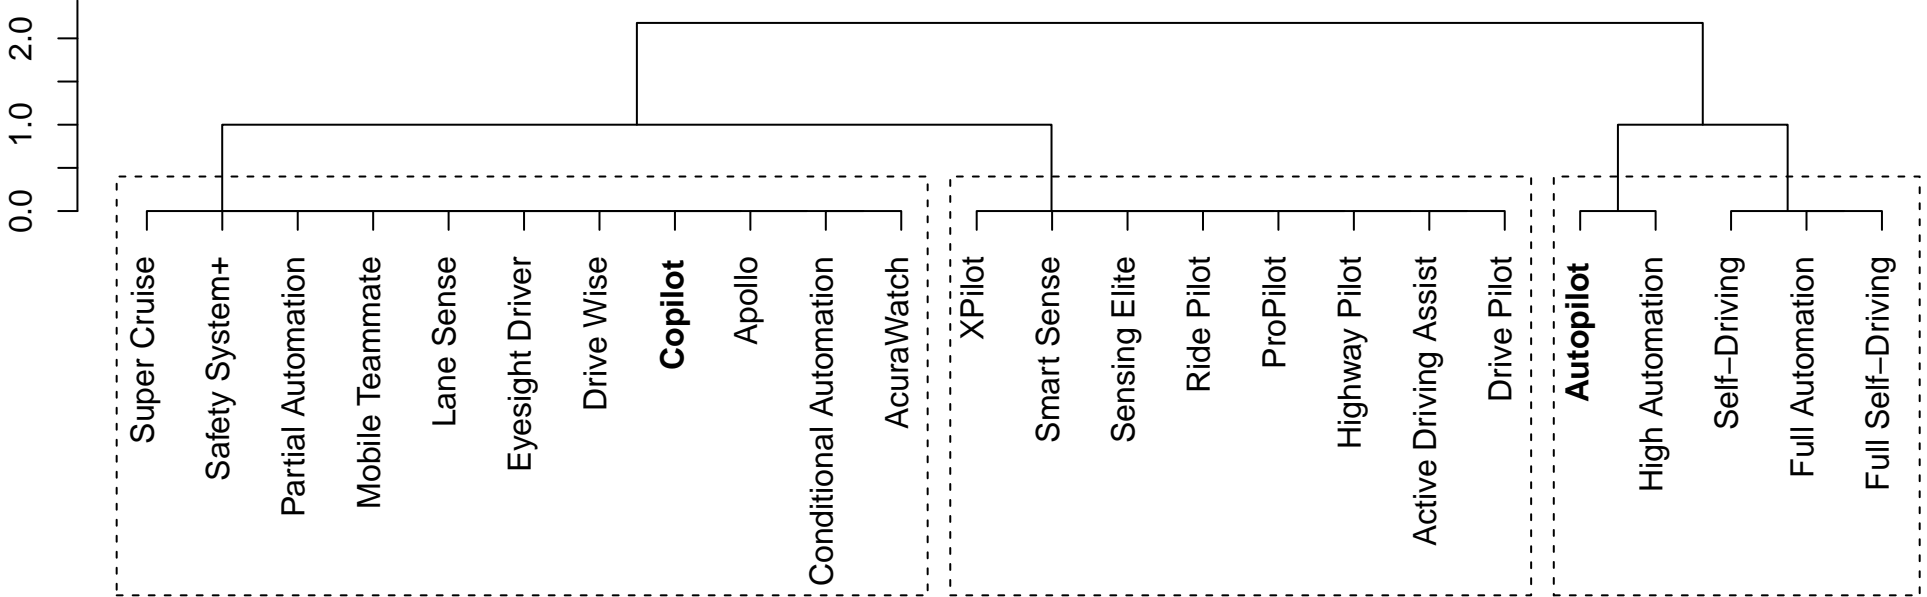 2.0
1.0
0.0
Super Cruise
Safety System+
Partial Automation
Mobile Teammate
Lane Sense
Eyesight Driver
Drive Wise
Copilot
Apollo
Conditional Automation
AcuraWatch
XPilot
Smart Sense
Sensing Elite
Ride Pilot
ProPilot
Highway Pilot
Active Driving Assist
Drive Pilot
Autopilot
High Automation
Self−Driving
Full Automation
Full Self−Driving